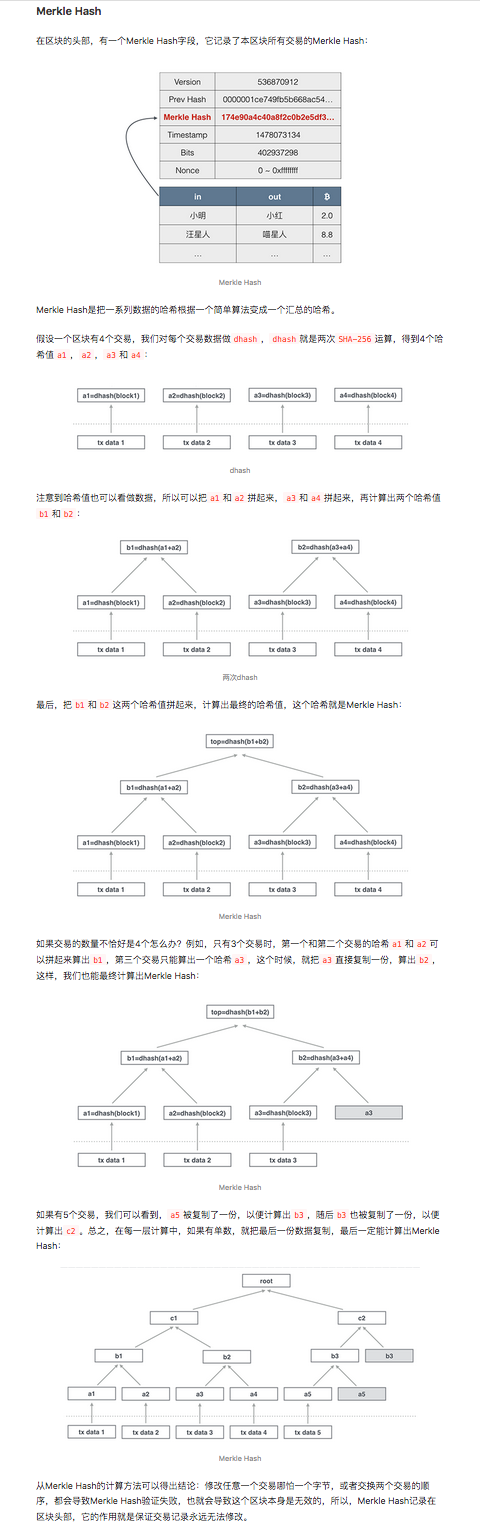 Merkle Hash
在区块的头部，有一个Merkle Hash字段，它记录了本区块所有交易的Merkle Hash：
Version 536870912
Prev Hash 0000001ce749fb5b668ac54...
Merkle Hash 174e90a4c40a8f2c0b2e5df3...
Timestamp 1478073134
Bits 402937298
Nonce 0 ~ 0xffffffff
in out ₿
小明 小红 2.0
汪星人 喵星人 8.8
... ... ...
Merkle Hash
Merkle Hash是把一系列数据的哈希根据一个简单算法变成一个汇总的哈希。
假设一个区块有4个交易，我们对每个交易数据做 dhash ， dhash 就是两次 SHA-256 运算，得到4个哈
希值 a1 ， a2 ， a3 和 a4 ：
a1=dhash(block1) a2=dhash(block2) a3=dhash(block3) a4=dhash(block4)
tx data 1 tx data 2 tx data 3 tx data 4
dhash
注意到哈希值也可以看做数据，所以可以把 a1 和 a2 拼起来， a3 和 a4 拼起来，再计算出两个哈希值
b1 和 b2 ：
b1=dhash(a1+a2) b2=dhash(a3+a4)
a1=dhash(block1) a2=dhash(block2) a3=dhash(block3) a4=dhash(block4)
tx data 1 tx data 2 tx data 3 tx data 4
两次dhash
最后，把 b1 和 b2 这两个哈希值拼起来，计算出最终的哈希值，这个哈希就是Merkle Hash：
top=dhash(b1+b2)
b1=dhash(a1+a2) b2=dhash(a3+a4)
a1=dhash(block1) a2=dhash(block2) a3=dhash(block3) a4=dhash(block4)
tx data 1 tx data 2 tx data 3 tx data 4
Merkle Hash
如果交易的数量不恰好是4个怎么办？例如，只有3个交易时，第一个和第二个交易的哈希 a1 和 a2 可
以拼起来算出 b1 ，第三个交易只能算出一个哈希 a3 ，这个时候，就把 a3 直接复制一份，算出 b2 ，
这样，我们也能最终计算出Merkle Hash：
top=dhash(b1+b2)
b1=dhash(a1+a2) b2=dhash(a3+a4)
a1=dhash(block1) a2=dhash(block2) a3=dhash(block3) a3
tx data 1 tx data 2 tx data 3
Merkle Hash
如果有5个交易，我们可以看到， a5 被复制了一份，以便计算出 b3 ，随后 b3 也被复制了一份，以便
计算出 c2 。总之，在每一层计算中，如果有单数，就把最后一份数据复制，最后一定能计算出Merkle
Hash：
root
c1 c2
b1 b2 b3 b3
a1 a2 a3 a4 a5 a5
tx data 1 tx data 2 tx data 3 tx data 4 tx data 5
Merkle Hash
从Merkle Hash的计算方法可以得出结论：修改任意一个交易哪怕一个字节，或者交换两个交易的顺
序，都会导致Merkle Hash验证失败，也就会导致这个区块本身是无效的，所以，Merkle Hash记录在
区块头部，它的作用就是保证交易记录永远无法修改。